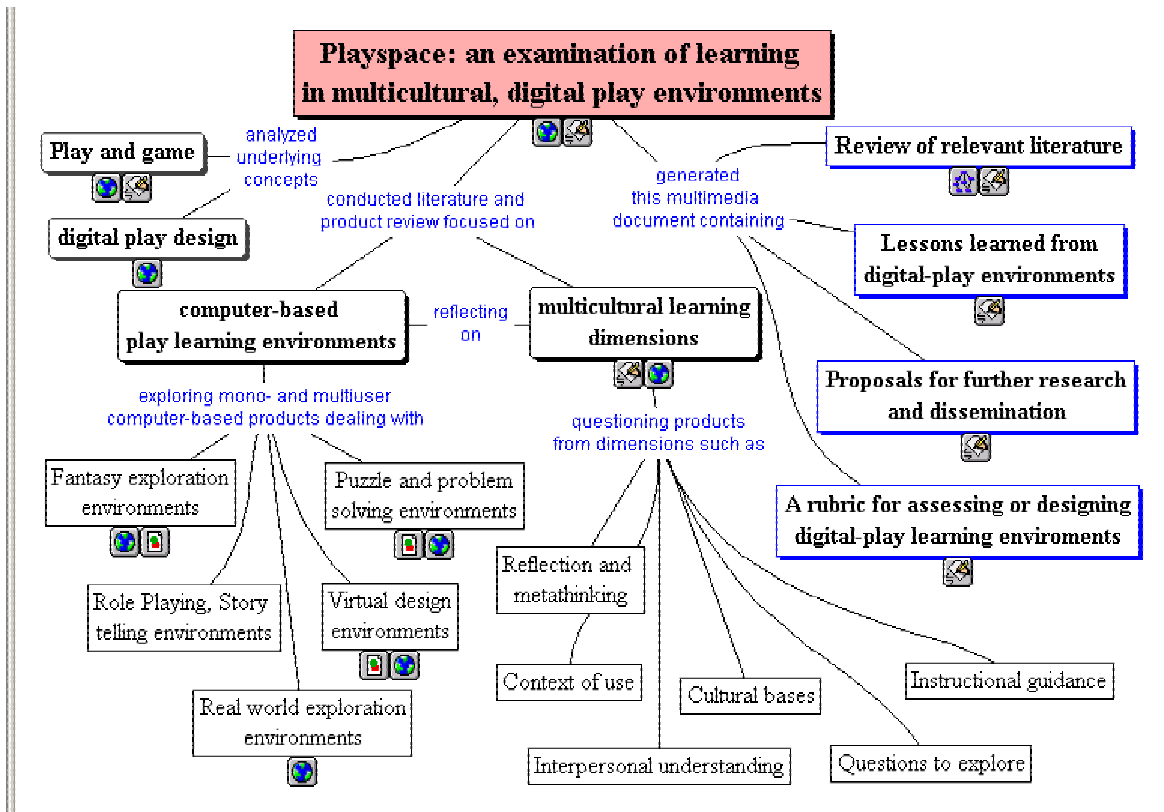 Playspace: an examination of learning
in multicultural, digital play environments
analyzed
underlying
concepts
Play and game
digital play design
conducted literature and
product review focused on
generated
this multimedia
document containing
Review of relevant literature
Lessons learned from
digital-play environments
computer-based
play learning environments
reflecting
on
multicultural learning
dimensions
Proposals for further research
and dissemination
A rubric for assessing or designing
digital-play learning enviroments
exploring mono- and multiuser
computer-based products dealing with
questioning products
from dimensions such as
Fantasy exploration
environments
Puzzle and problem
solving environments
Role Playing, Story
telling environments
Virtual design
environments
Real world exploration
environments
Reflection and
metathinking
Context of use
Cultural bases
Instructional guidance
Interpersonal understanding
Questions to explore